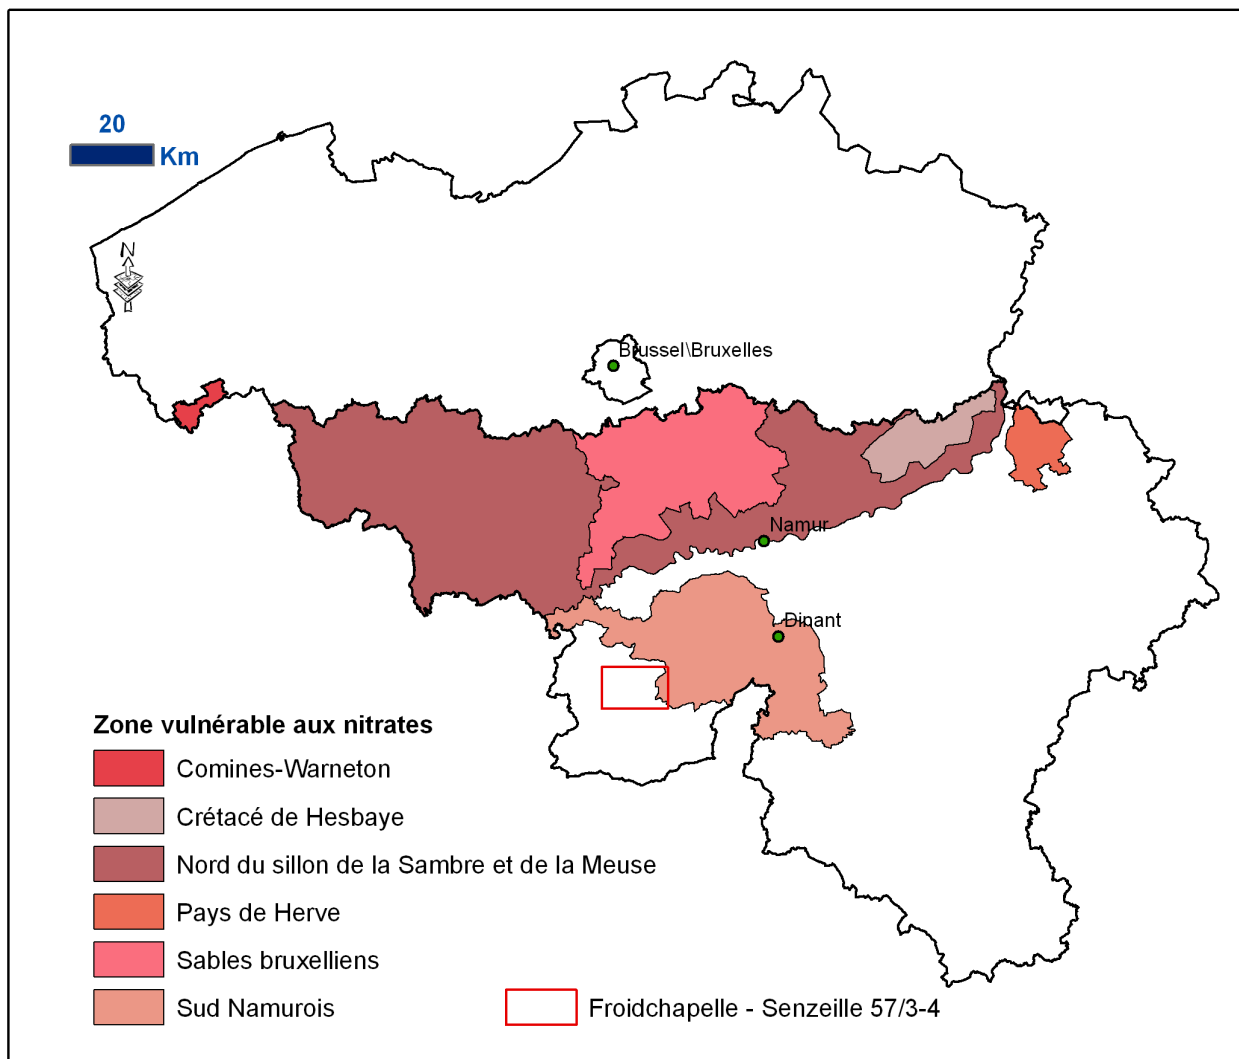 20
Km
N
Brussel\Bruxelles
Namur
Dinant
Zone vulnérable aux nitrates
Comines-Warneton
Crétacé de Hesbaye
Nord du sillon de la Sambre et de la Meuse
Pays de Herve
Sables bruxelliens
Sud Namurois
Froidchapelle - Senzeille 57/3-4